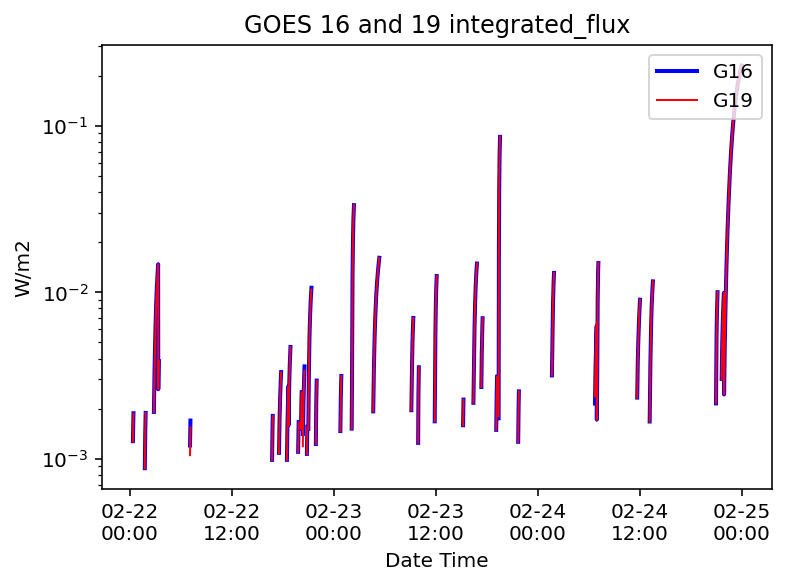 GOES 16 and 19 integrated_flux
G16
G19
10⁻¹
10⁻²
10⁻³
W/m2
02-22 00:00
02-22 12:00
02-23 00:00
02-23 12:00
02-24 00:00
02-24 12:00
02-25 00:00
Date Time